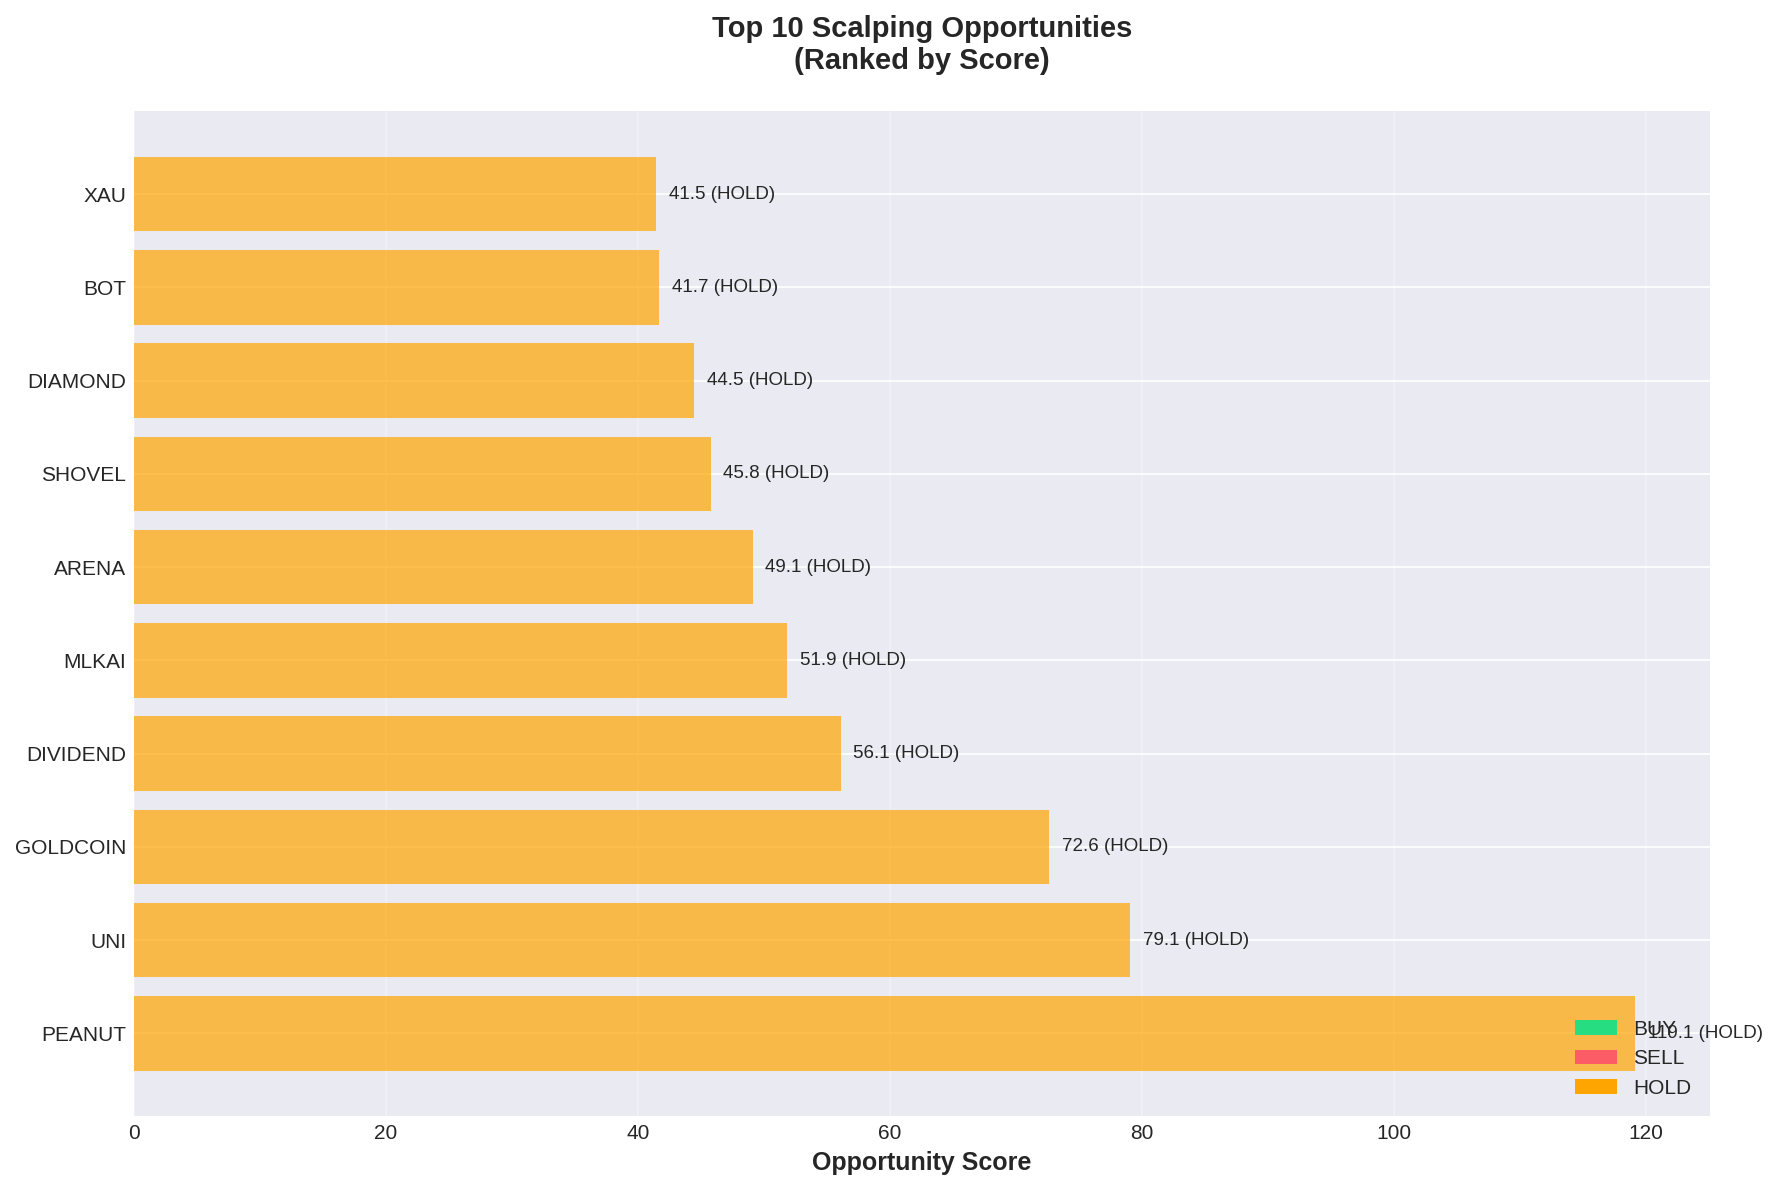 Top 10 Scalping Opportunities
(Ranked by Score)
XAU
41.5 (HOLD)
BOT
41.7 (HOLD)
DIAMOND
44.5 (HOLD)
SHOVEL
45.8 (HOLD)
ARENA
49.1 (HOLD)
MLKAI
51.9 (HOLD)
DIVIDEND
56.1 (HOLD)
GOLDCOIN
72.6 (HOLD)
UNI
79.1 (HOLD)
PEANUT
119.1 (HOLD)
BUY
SELL
HOLD
0 20 40 60 80 100 120
Opportunity Score